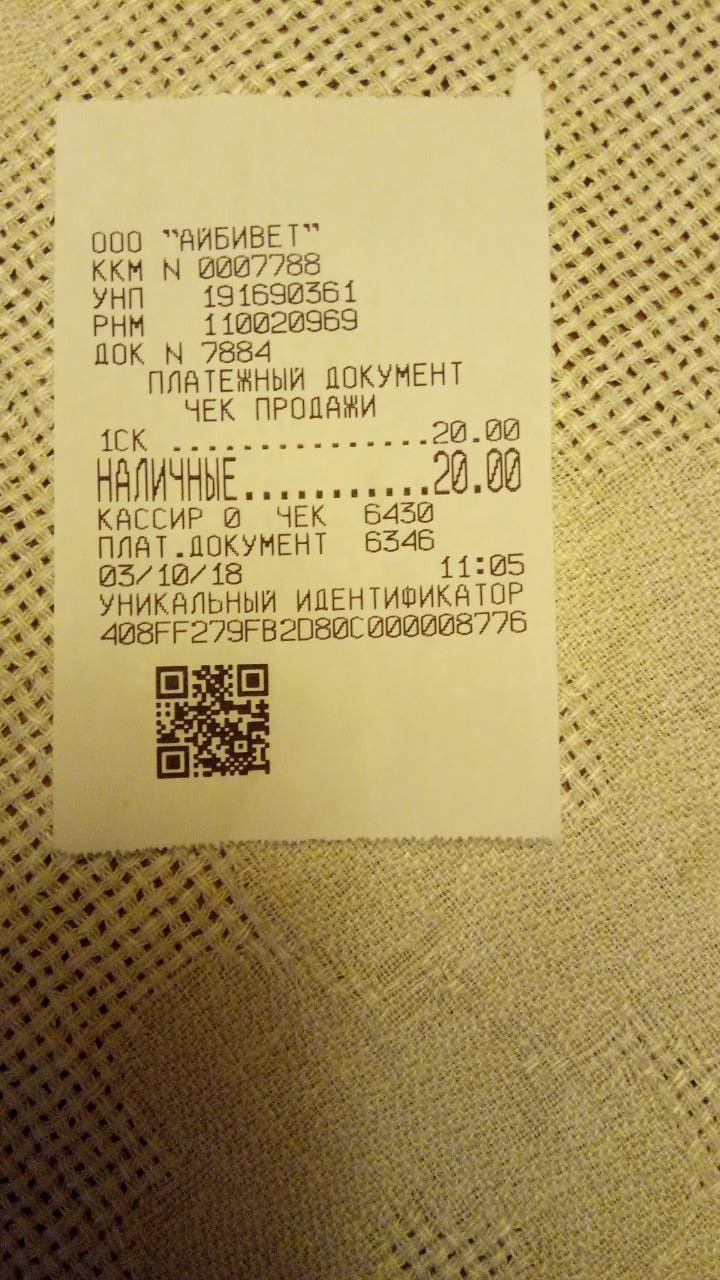 ООО "АЙБИВЕТ"
ККМ N 0007788
УНП 191690361
РНМ 110020969
ДОК N 7884
ПЛАТЕЖНЫЙ ДОКУМЕНТ
ЧЕК ПРОДАЖИ
1СК ................20.00
НАЛИЧНЫЕ...........20.00
КАССИР 0 ЧЕК 6430
ПЛАТ.ДОКУМЕНТ 6346
03/10/18 11:05
УНИКАЛЬНЫЙ ИДЕНТИФИКАТОР
408FF279FB2D80C000008776